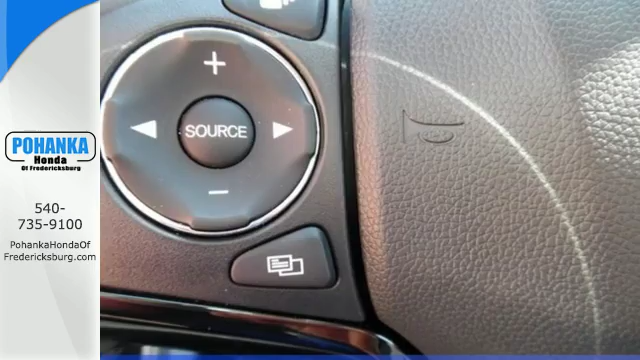 POHANKA
Honda
Of Fredericksburg
540-
735-9100
PohankaHondaOf
Fredericksburg.com
+
SOURCE
-